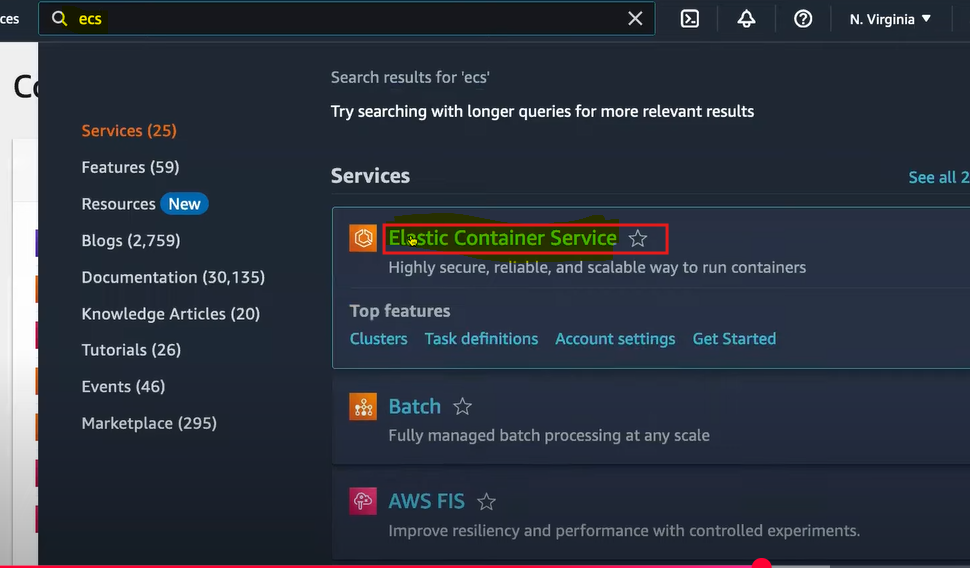 ces
ecs
N. Virginia
Search results for 'ecs'
Try searching with longer queries for more relevant results
Services (25)
Features (59)
Resources New
Blogs (2,759)
Documentation (30,135)
Knowledge Articles (20)
Tutorials (26)
Events (46)
Marketplace (295)
Services
See all 2
Elastic Container Service
Highly secure, reliable, and scalable way to run containers
Top features
Clusters Task definitions Account settings Get Started
Batch
Fully managed batch processing at any scale
AWS FIS
Improve resiliency and performance with controlled experiments.